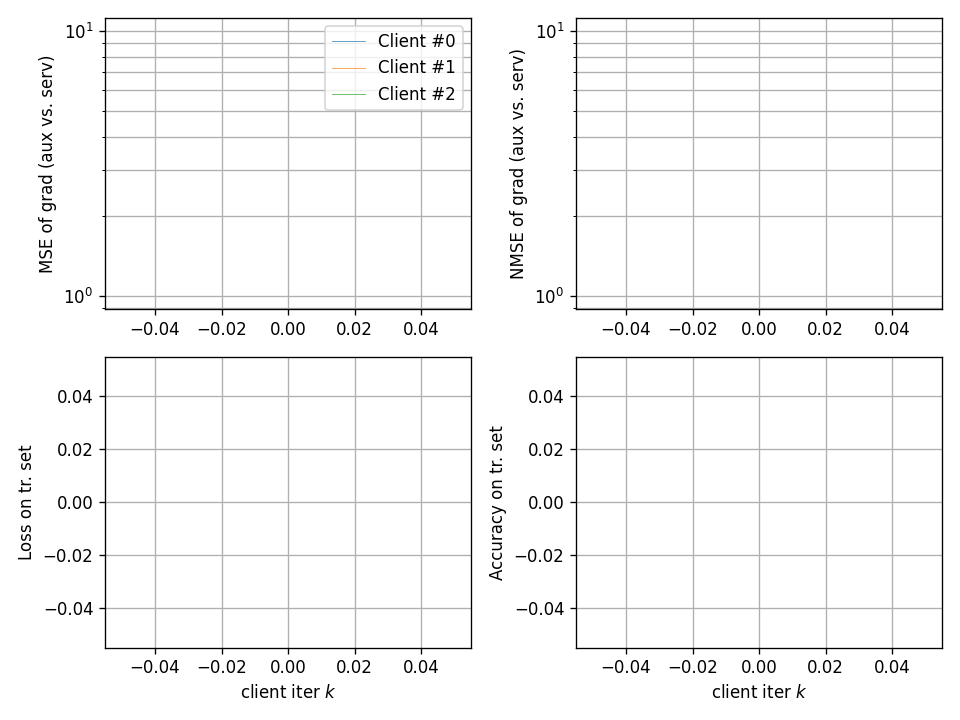 MSE of grad (aux vs. serv)
10¹
10⁰
Client #0
Client #1
Client #2
−0.04 −0.02 0.00 0.02 0.04
NMSE of grad (aux vs. serv)
10¹
10⁰
−0.04 −0.02 0.00 0.02 0.04
Loss on tr. set
0.04
0.02
0.00
−0.02
−0.04
−0.04 −0.02 0.00 0.02 0.04
client iter k
Accuracy on tr. set
0.04
0.02
0.00
−0.02
−0.04
−0.04 −0.02 0.00 0.02 0.04
client iter k